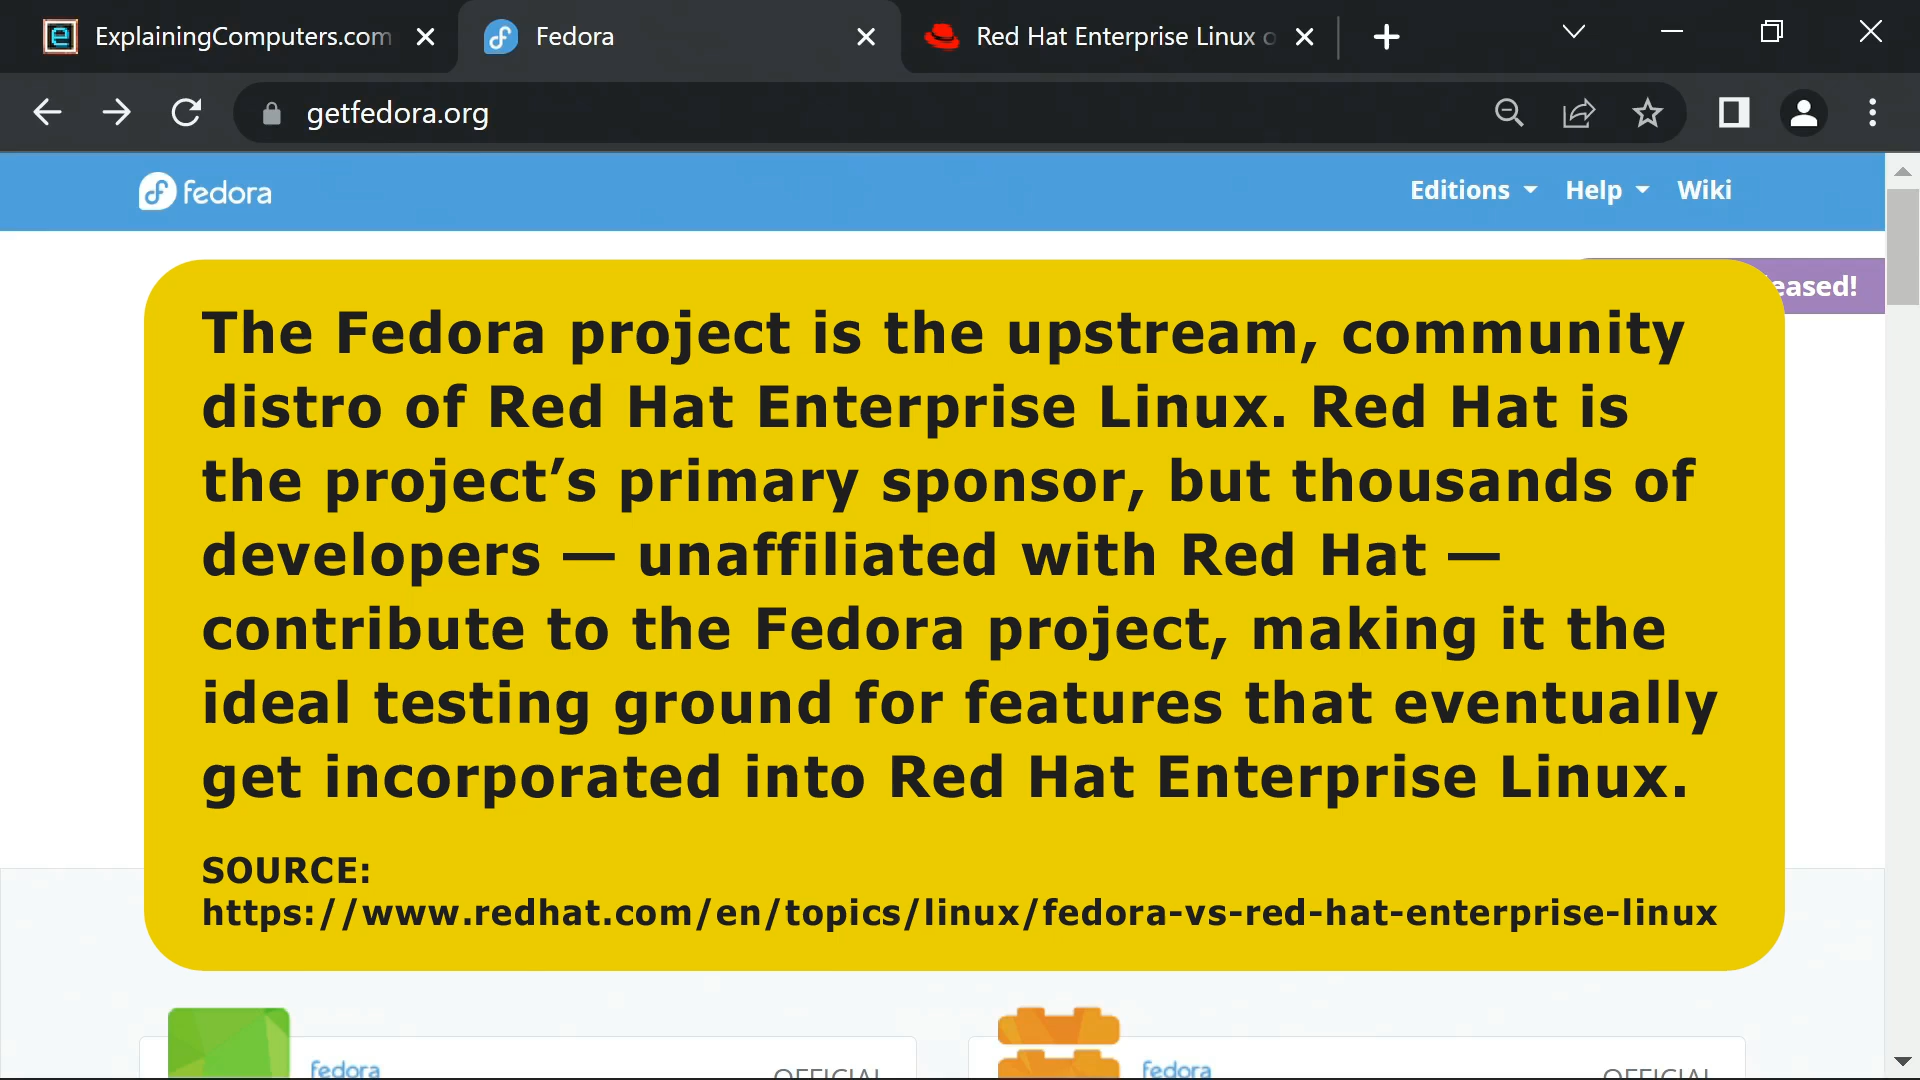 ExplainingComputers.com
Fedora
Red Hat Enterprise Linux o
getfedora.org
fedora
Editions
Help
Wiki
eased!
The Fedora project is the upstream, community
distro of Red Hat Enterprise Linux. Red Hat is
the project’s primary sponsor, but thousands of
developers — unaffiliated with Red Hat —
contribute to the Fedora project, making it the
ideal testing ground for features that eventually
get incorporated into Red Hat Enterprise Linux.
SOURCE:
https://www.redhat.com/en/topics/linux/fedora-vs-red-hat-enterprise-linux
fedora
OFFICIAL
fedora
OFFICIAL